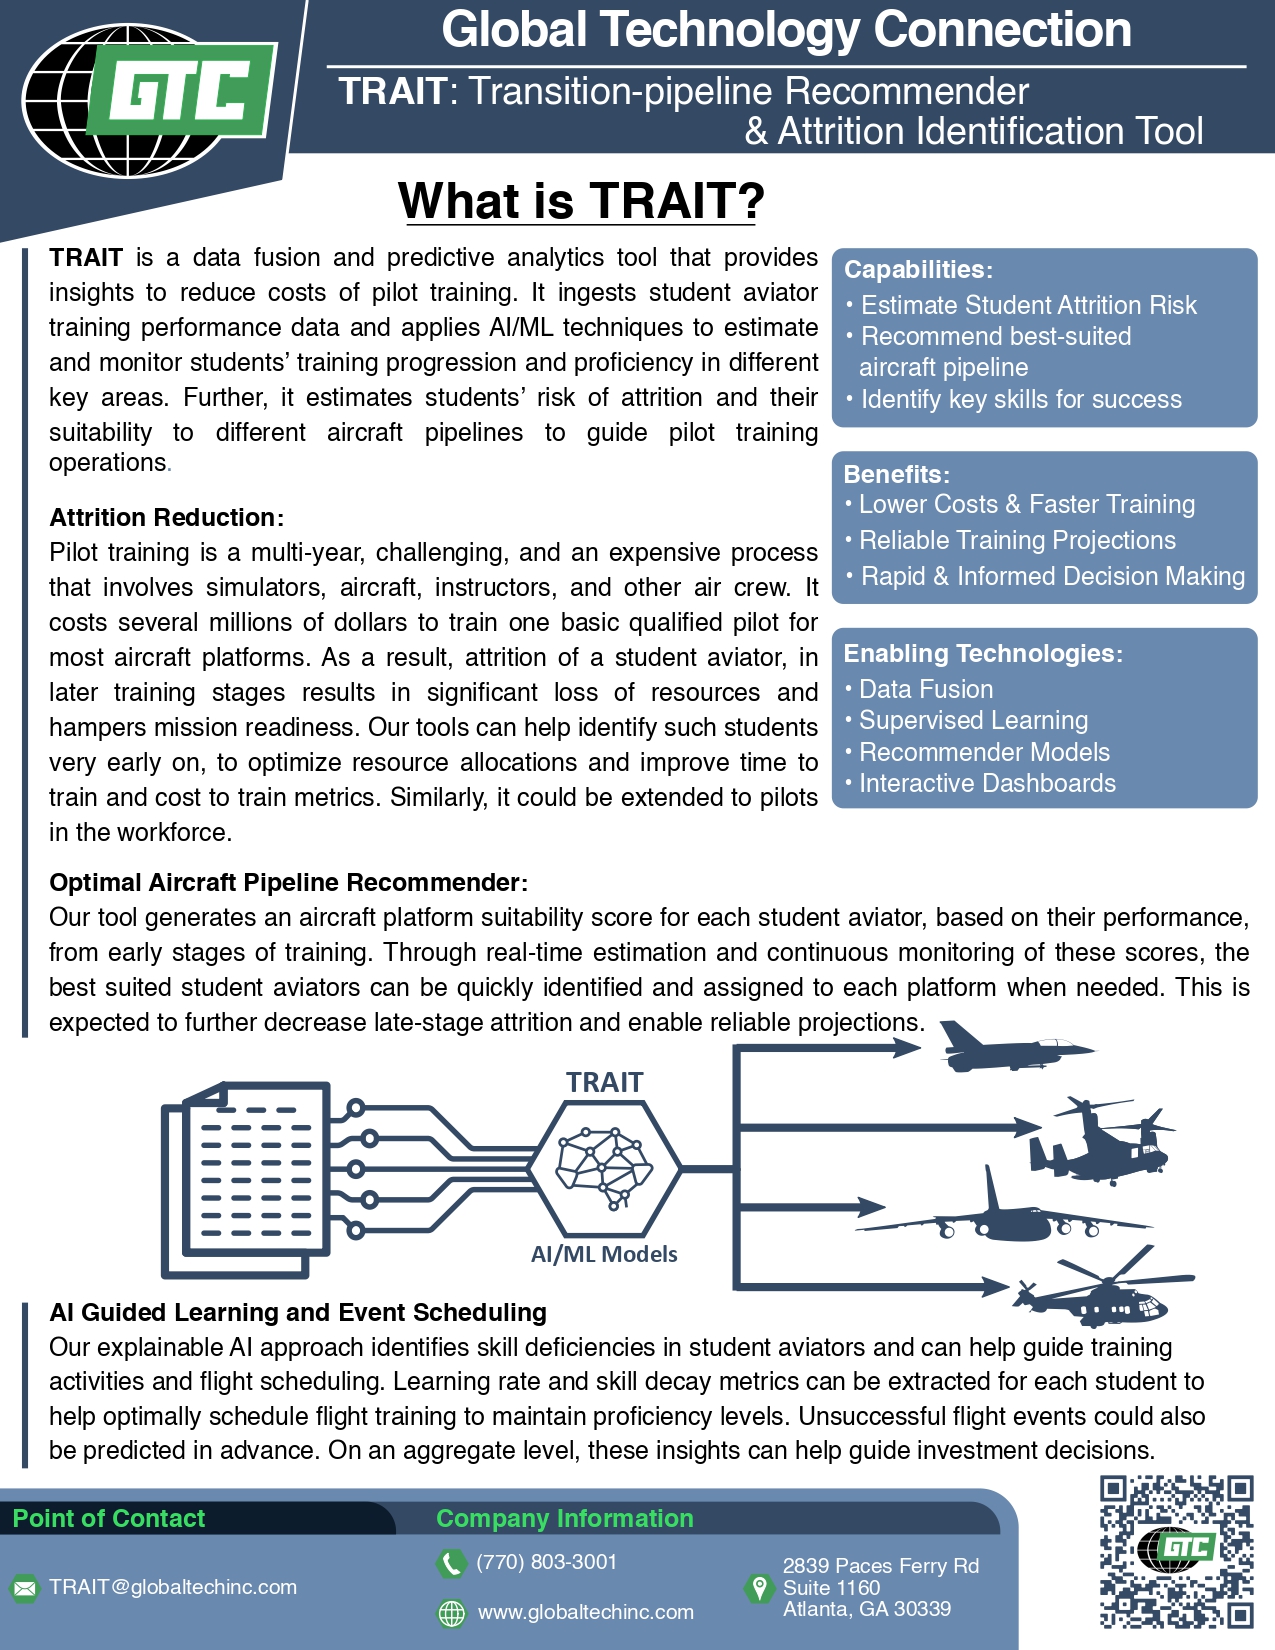 GTC
Global Technology Connection
TRAIT: Transition-pipeline Recommender
& Attrition Identification Tool
What is TRAIT?
TRAIT is a data fusion and predictive analytics tool that provides
insights to reduce costs of pilot training. It ingests student aviator
training performance data and applies AI/ML techniques to estimate
and monitor students’ training progression and proficiency in different
key areas. Further, it estimates students’ risk of attrition and their
suitability to different aircraft pipelines to guide pilot training
operations.
Attrition Reduction:
Pilot training is a multi-year, challenging, and an expensive process
that involves simulators, aircraft, instructors, and other air crew. It
costs several millions of dollars to train one basic qualified pilot for
most aircraft platforms. As a result, attrition of a student aviator, in
later training stages results in significant loss of resources and
hampers mission readiness. Our tools can help identify such students
very early on, to optimize resource allocations and improve time to
train and cost to train metrics. Similarly, it could be extended to pilots
in the workforce.
Capabilities:
• Estimate Student Attrition Risk
• Recommend best-suited
aircraft pipeline
• Identify key skills for success
Benefits:
• Lower Costs & Faster Training
• Reliable Training Projections
• Rapid & Informed Decision Making
Enabling Technologies:
• Data Fusion
• Supervised Learning
• Recommender Models
• Interactive Dashboards
Optimal Aircraft Pipeline Recommender:
Our tool generates an aircraft platform suitability score for each student aviator, based on their performance,
from early stages of training. Through real-time estimation and continuous monitoring of these scores, the
best suited student aviators can be quickly identified and assigned to each platform when needed. This is
expected to further decrease late-stage attrition and enable reliable projections.
TRAIT
AI/ML Models
AI Guided Learning and Event Scheduling
Our explainable AI approach identifies skill deficiencies in student aviators and can help guide training
activities and flight scheduling. Learning rate and skill decay metrics can be extracted for each student to
help optimally schedule flight training to maintain proficiency levels. Unsuccessful flight events could also
be predicted in advance. On an aggregate level, these insights can help guide investment decisions.
Point of Contact
TRAIT@globaltechinc.com
Company Information
(770) 803-3001
www.globaltechinc.com
2839 Paces Ferry Rd
Suite 1160
Atlanta, GA 30339
GTC